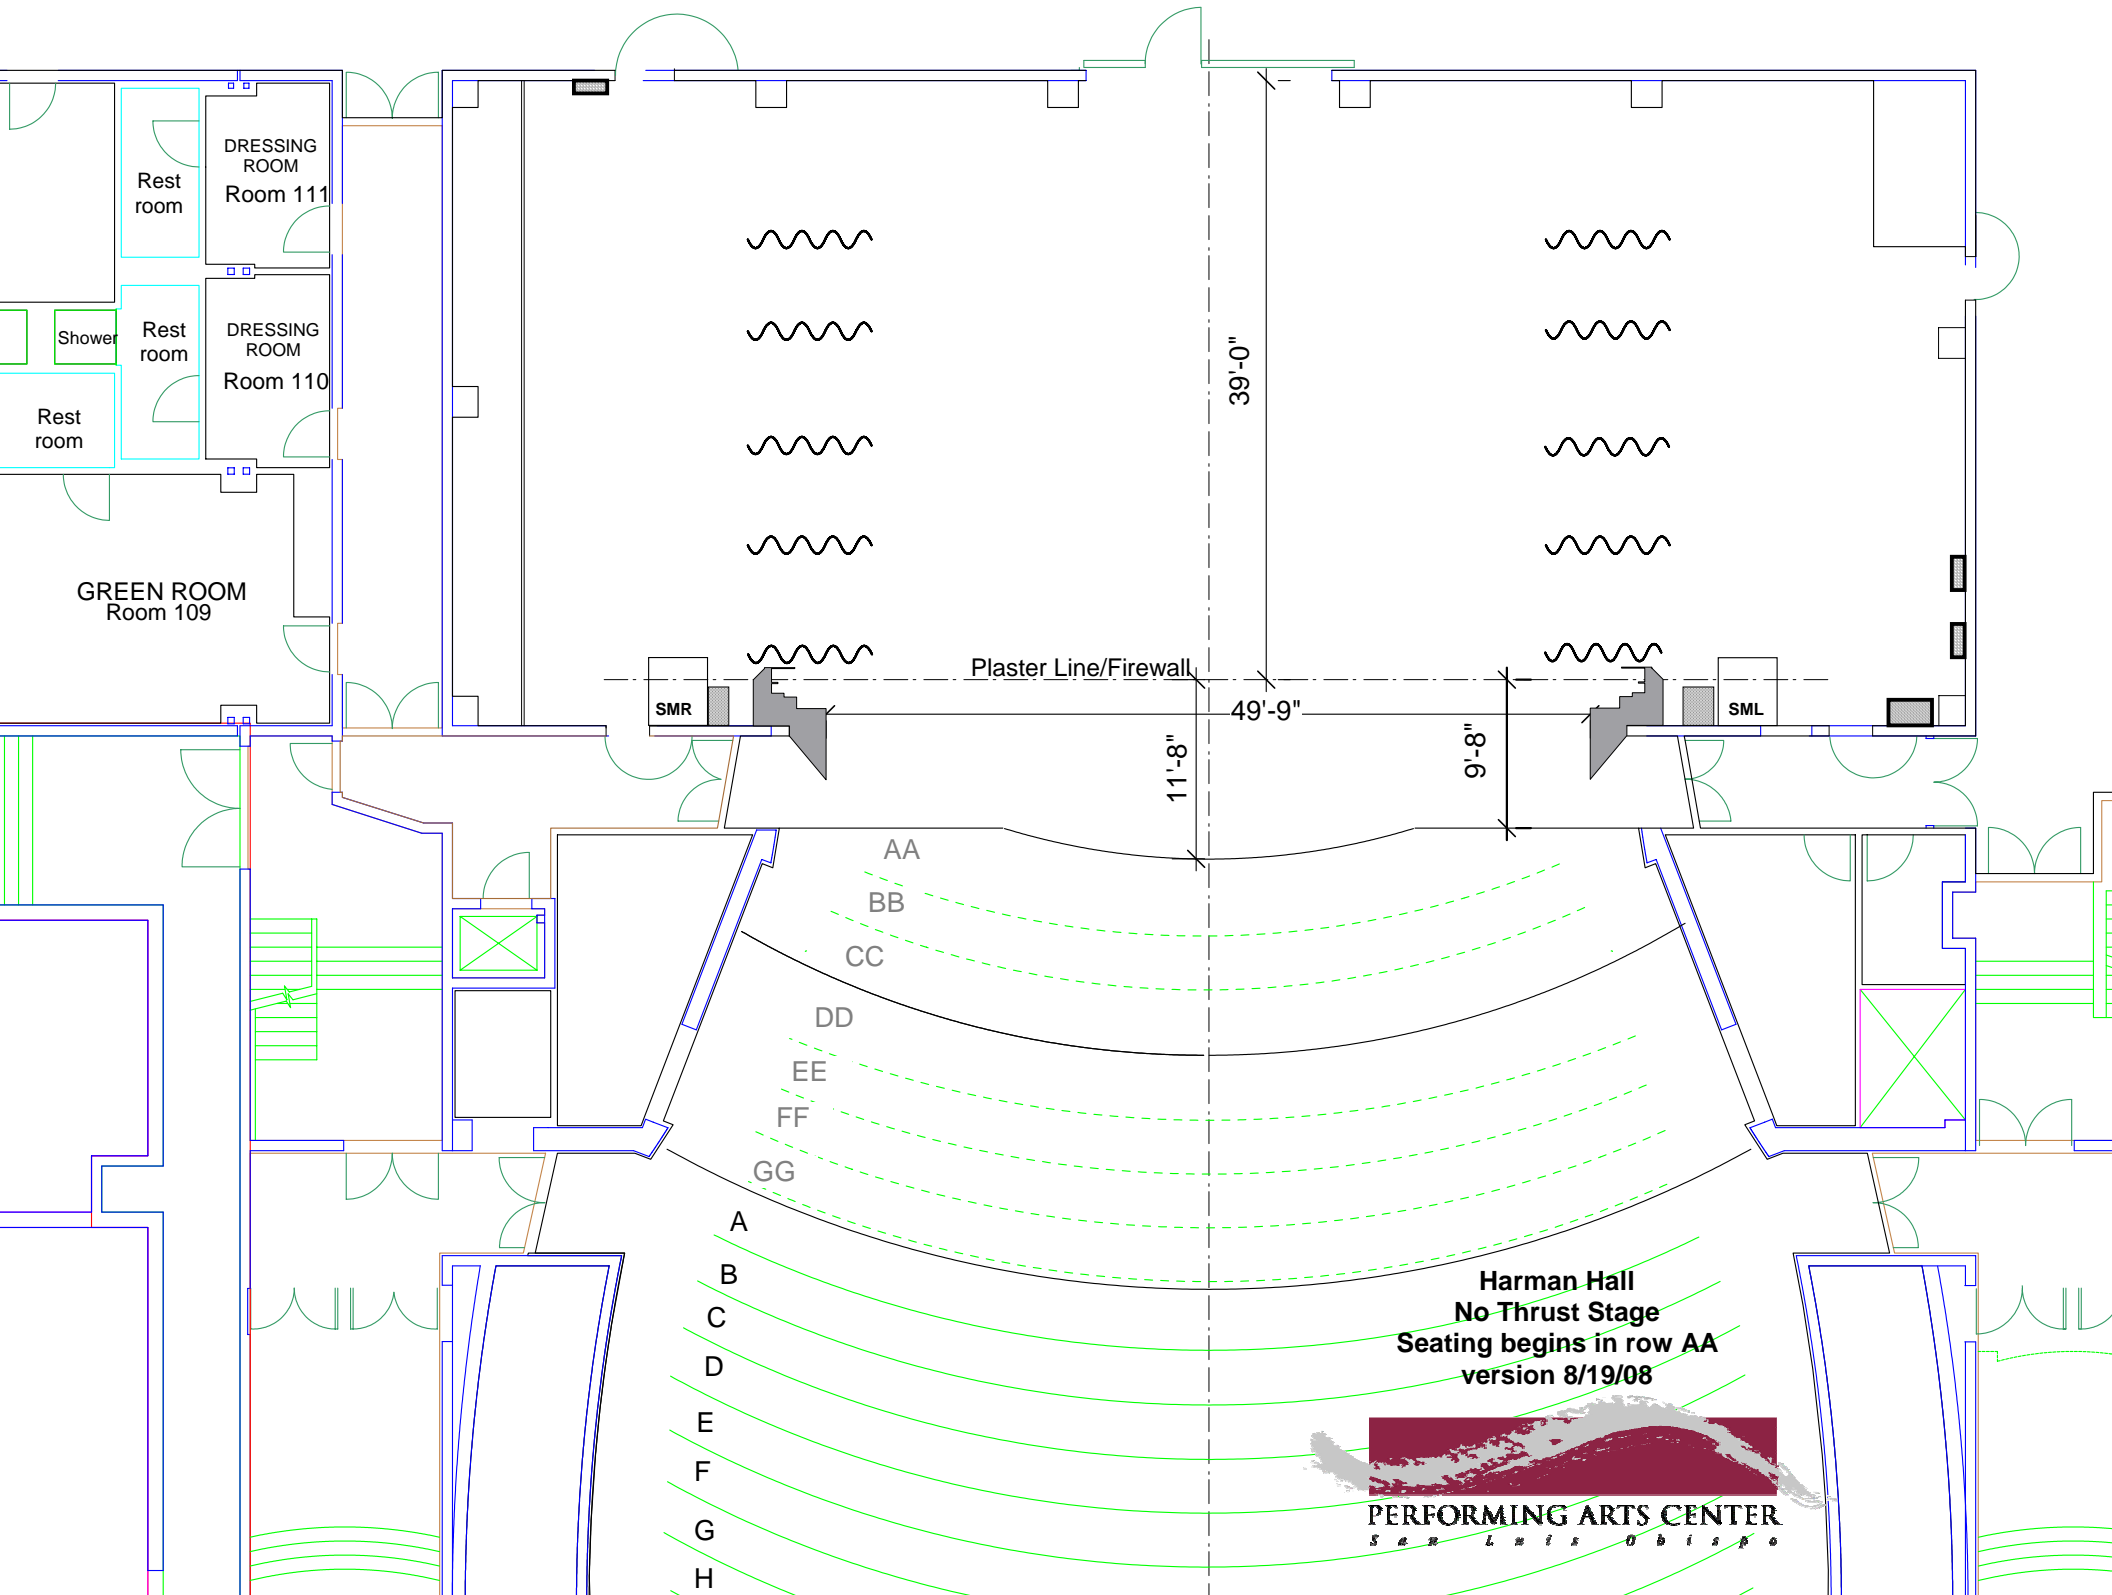 DRESSING
ROOM
Room 111
Rest
room
Shower
Rest
room
DRESSING
ROOM
Room 110
Rest
room
GREEN ROOM
Room 109
39'-0"
Plaster Line/Firewall
SMR
49'-9"
SML
11'-8"
9'-8"
AA
BB
CC
DD
EE
FF
GG
A
B
C
D
E
F
G
H
Harman Hall
No Thrust Stage
Seating begins in row AA
version 8/19/08
PERFORMING ARTS CENTER
San Luis Obispo